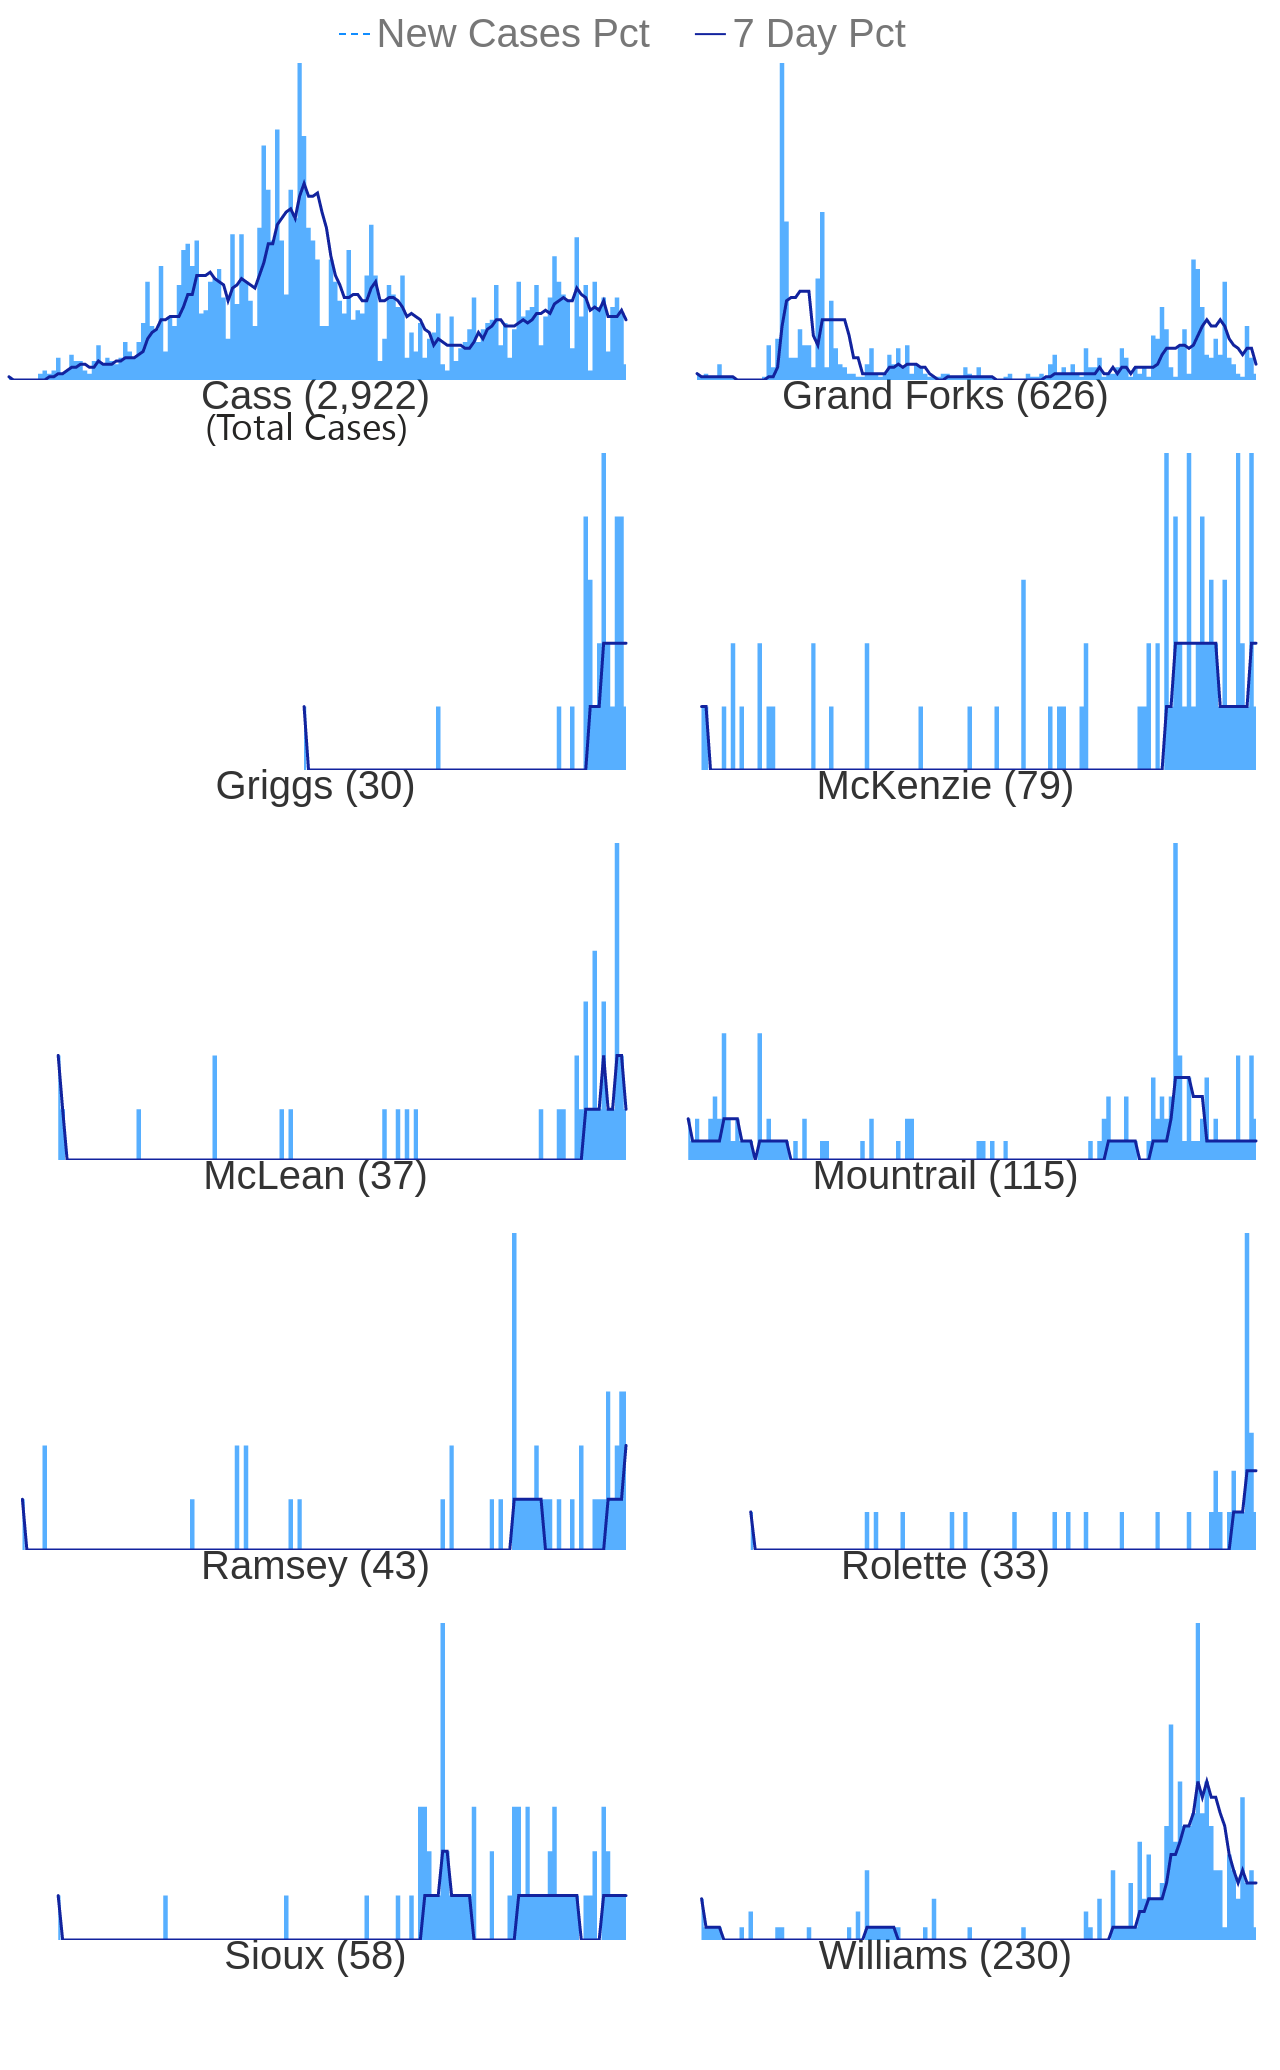 New Cases Pct 7 Day Pct
Cass (2,922) Grand Forks (626)
(Total Cases)
Griggs (30) McKenzie (79)
McLean (37) Mountrail (115)
Ramsey (43) Rolette (33)
Sioux (58) Williams (230)